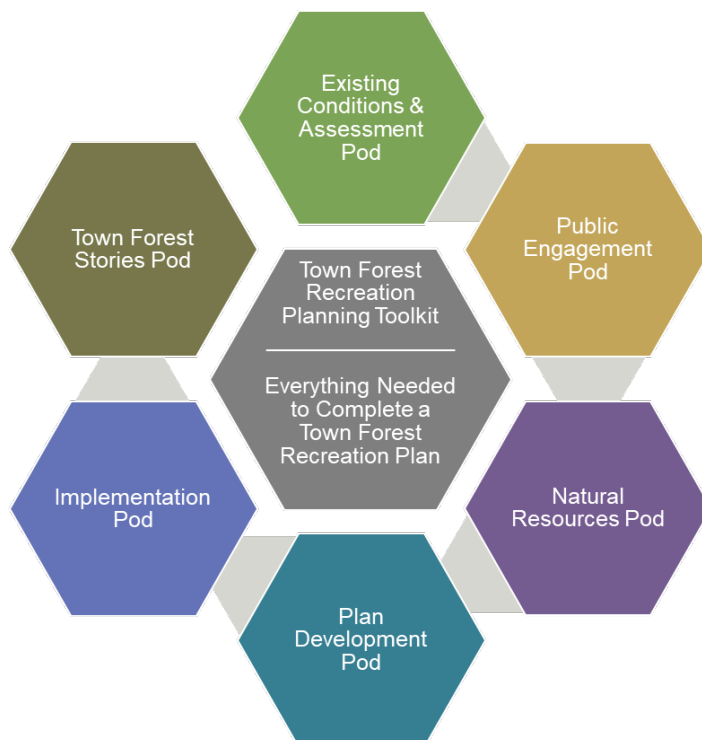 Existing
Conditions &
Assessment
Pod
Public
Engagement
Pod
Natural
Resources Pod
Plan
Development
Pod
Implementation
Pod
Town Forest
Stories Pod
Town Forest
Recreation
Planning Toolkit
Everything Needed
to Complete a
Town Forest
Recreation Plan